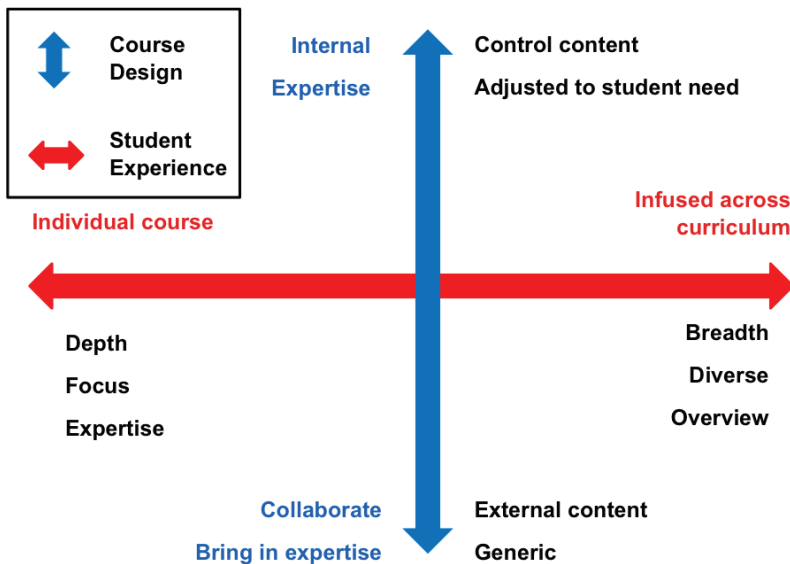 Course
Design
Student
Experience
Internal
Expertise
Control content
Adjusted to student need
Individual course
Infused across
curriculum
Depth
Focus
Expertise
Breadth
Diverse
Overview
Collaborate
Bring in expertise
External content
Generic